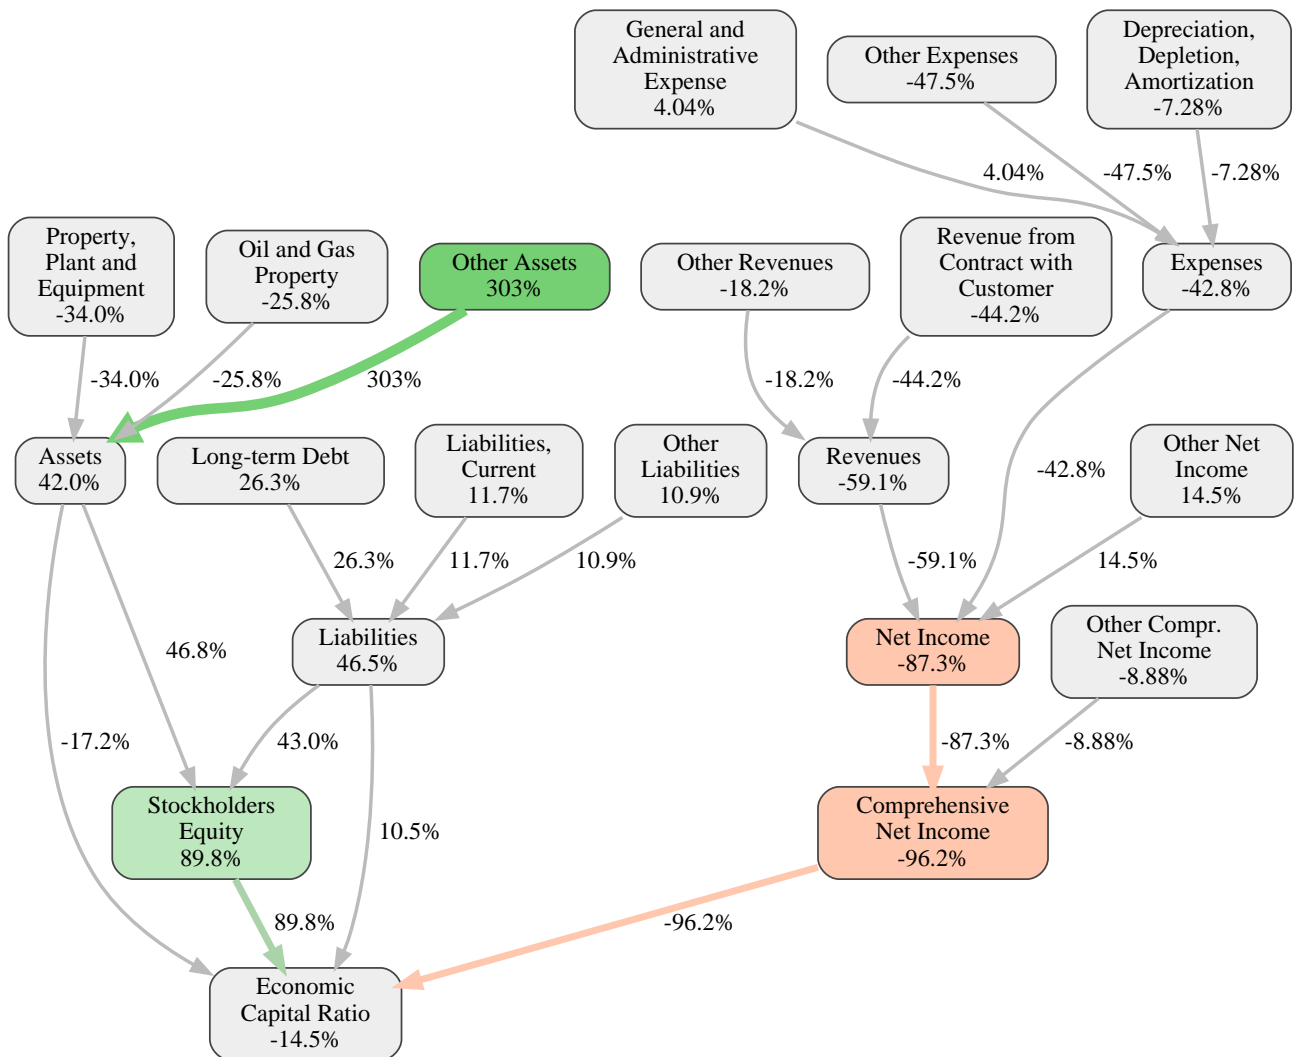 General and
Administrative
Expense
4.04%
Other Expenses
-47.5%
Depreciation,
Depletion,
Amortization
-7.28%
4.04%
-47.5%
-7.28%
Property,
Plant and
Equipment
-34.0%
Oil and Gas
Property
-25.8%
Other Assets
303%
Other Revenues
-18.2%
Revenue from
Contract with
Customer
-44.2%
Expenses
-42.8%
-34.0%
-25.8%
303%
-18.2%
-44.2%
Assets
42.0%
Long-term Debt
26.3%
Liabilities,
Current
11.7%
Other
Liabilities
10.9%
Revenues
-59.1%
-42.8%
Other Net
Income
14.5%
26.3%
11.7%
10.9%
-59.1%
14.5%
46.8%
Liabilities
46.5%
Net Income
-87.3%
Other Compr.
Net Income
-8.88%
-17.2%
43.0%
-87.3%
-8.88%
Stockholders
Equity
89.8%
10.5%
Comprehensive
Net Income
-96.2%
89.8%
-96.2%
Economic
Capital Ratio
-14.5%